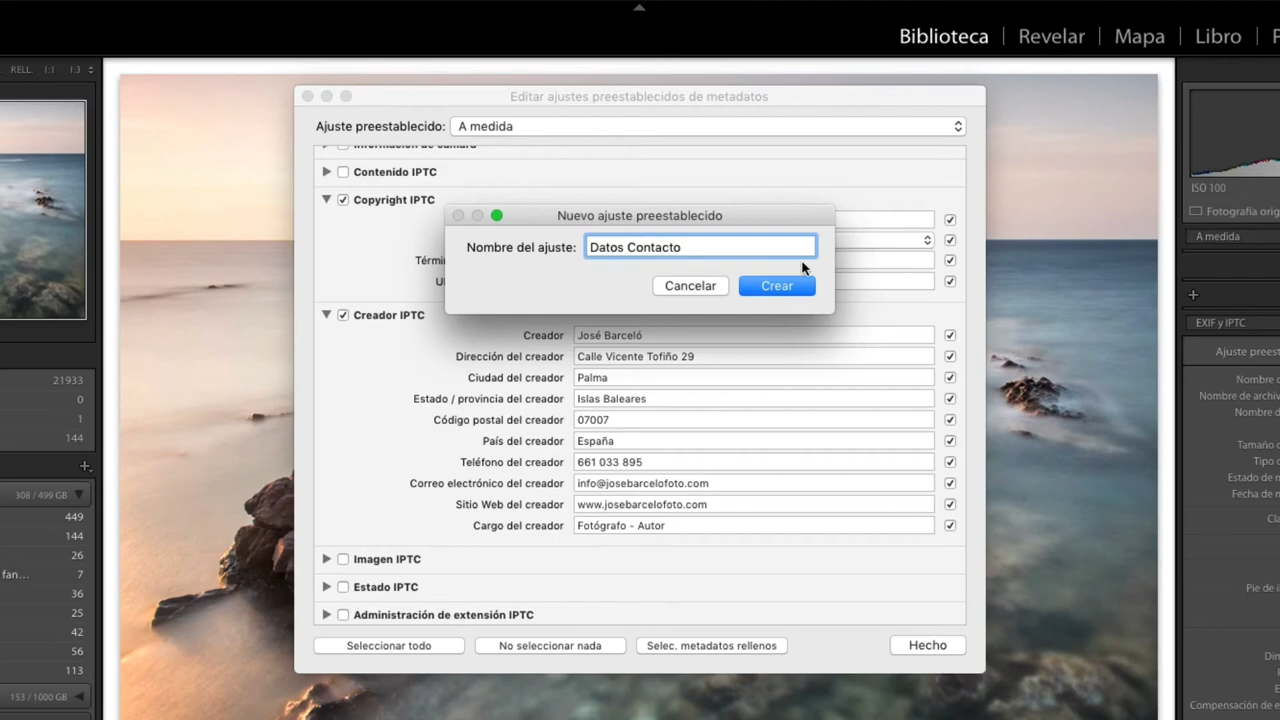 Biblioteca | Revelar | Mapa | Libro |
RELL. 1:1 1:3
Editar ajustes preestablecidos de metadatos
Ajuste preestablecido: A medida
Información de cámara
Contenido IPTC
Copyright IPTC
Nuevo ajuste preestablecido
Nombre del ajuste: Datos Contacto
Cancelar Crear
Creador IPTC
Creador José Barceló
Dirección del creador Calle Vicente Tofiño 29
Ciudad del creador Palma
Estado / provincia del creador Islas Baleares
Código postal del creador 07007
País del creador España
Teléfono del creador 661 033 895
Correo electrónico del creador info@josebarcelofoto.com
Sitio Web del creador www.josebarcelofoto.com
Cargo del creador Fotógrafo - Autor
Imagen IPTC
Estado IPTC
Administración de extensión IPTC
Seleccionar todo No seleccionar nada Selec. metadatos rellenos Hecho
21933
0
1
144
308 / 499 GB
449
144
26
fan... 7
36
25
42
56
113
153 / 1000 GB
ISO 100
Fotografía orig
A medida
EXIF y IPTC
Ajuste prees
Nombre d
Nombre de archiv
Nombre d
Tamaño
Tipo
Estado de
Fecha de
Cl
Pie de
Di
Compensación de